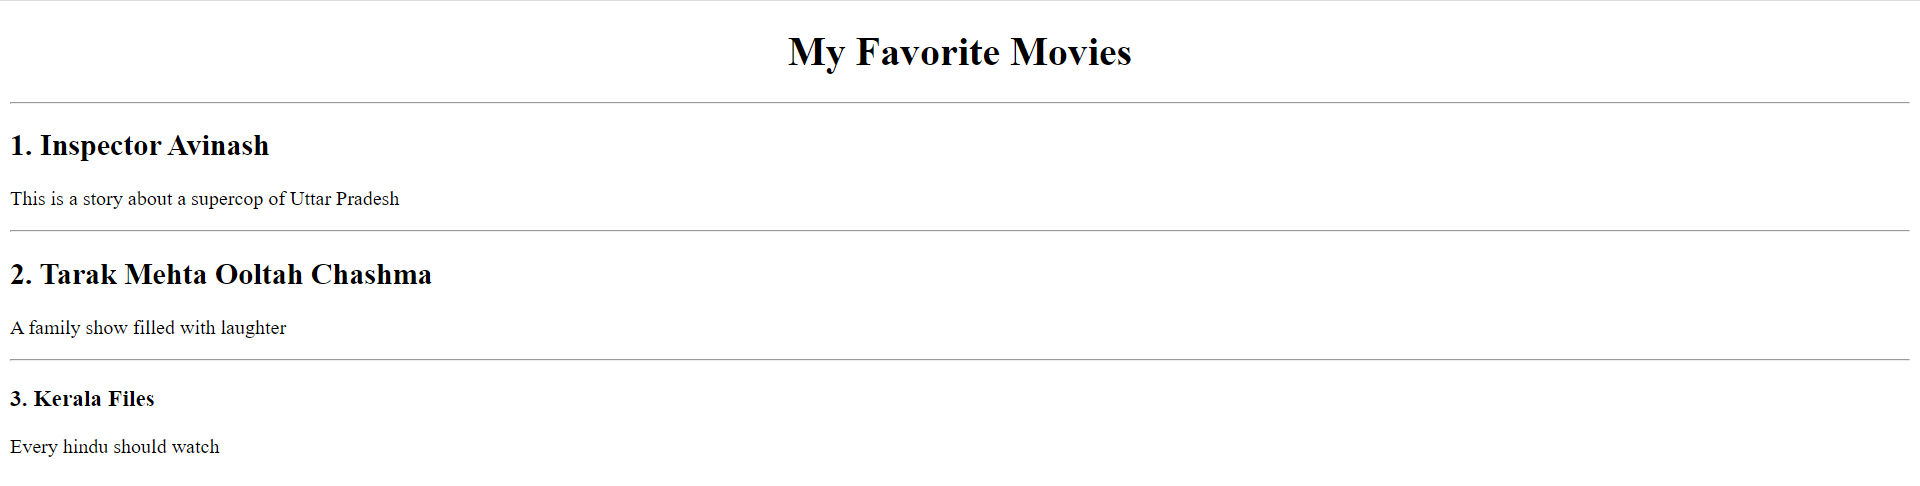 My Favorite Movies
1. Inspector Avinash
This is a story about a supercop of Uttar Pradesh
2. Tarak Mehta Ooltah Chashma
A family show filled with laughter
3. Kerala Files
Every hindu should watch